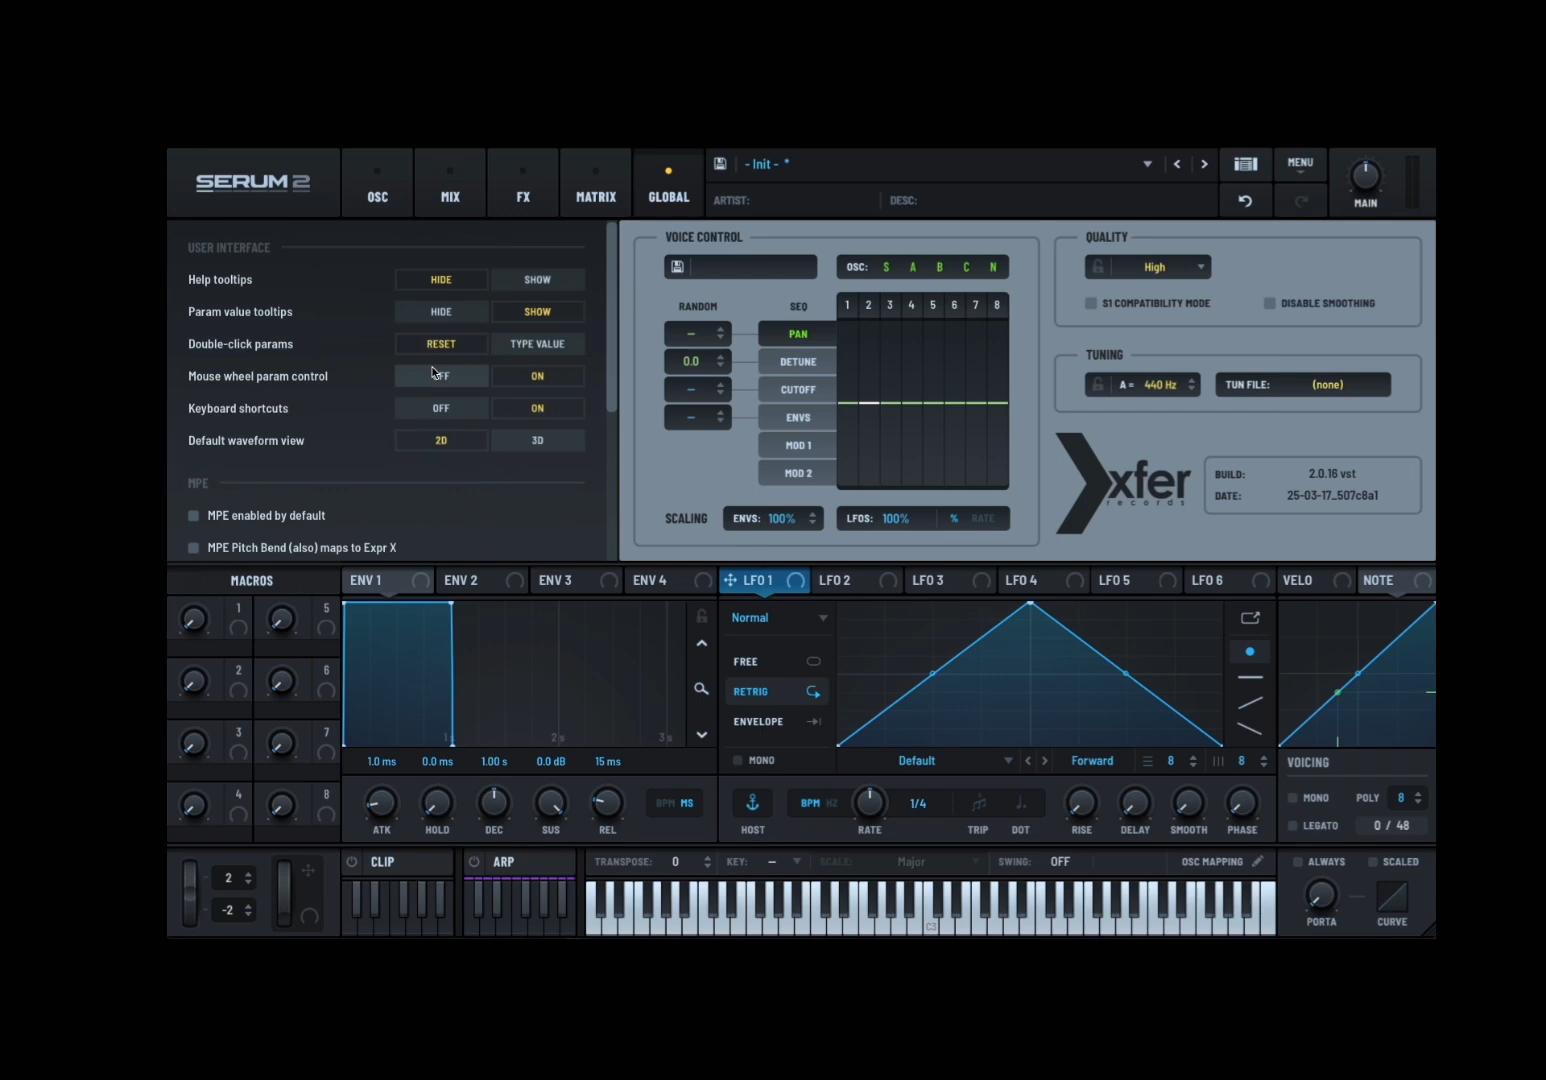 SERUM 2
OSC
MIX
FX
MATRIX
GLOBAL
- Init - *
ARTIST:
DESC:
MENU
MAIN
USER INTERFACE
Help tooltips HIDE SHOW
Param value tooltips HIDE SHOW
Double-click params RESET TYPE VALUE
Mouse wheel param control ON
Keyboard shortcuts OFF ON
Default waveform view 2D 3D
MPE
MPE enabled by default
MPE Pitch Bend (also) maps to Expr X
VOICE CONTROL
OSC: S A B C N
RANDOM SEQ 1 2 3 4 5 6 7 8
– PAN
0.0 DETUNE
– CUTOFF
– ENVS
MOD 1
MOD 2
SCALING ENVS: 100% LFOS: 100% % RATE
QUALITY
High
S1 COMPATIBILITY MODE DISABLE SMOOTHING
TUNING
A = 440 Hz TUN FILE: (none)
xfer
records
BUILD: 2.0.16 vst
DATE: 25-03-17_507c8a1
MACROS
ENV 1 ENV 2 ENV 3 ENV 4 LFO 1 LFO 2 LFO 3 LFO 4 LFO 5 LFO 6 VELO NOTE
1 5
2 6
3 7
4 8
2s 3s
1.0 ms 0.0 ms 1.00 s 0.0 dB 15 ms
ATK HOLD DEC SUS REL
BPM MS
Normal
FREE
RETRIG
ENVELOPE
MONO
Default
Forward
8 8
HOST
BPM HZ
RATE
1/4
TRIP DOT
RISE DELAY SMOOTH PHASE
VOICING
MONO POLY 8
LEGATO 0 / 48
2
-2
CLIP
ARP
TRANSPOSE: 0 KEY: – SCALE: Major SWING: OFF OSC MAPPING
C3
ALWAYS SCALED
PORTA CURVE